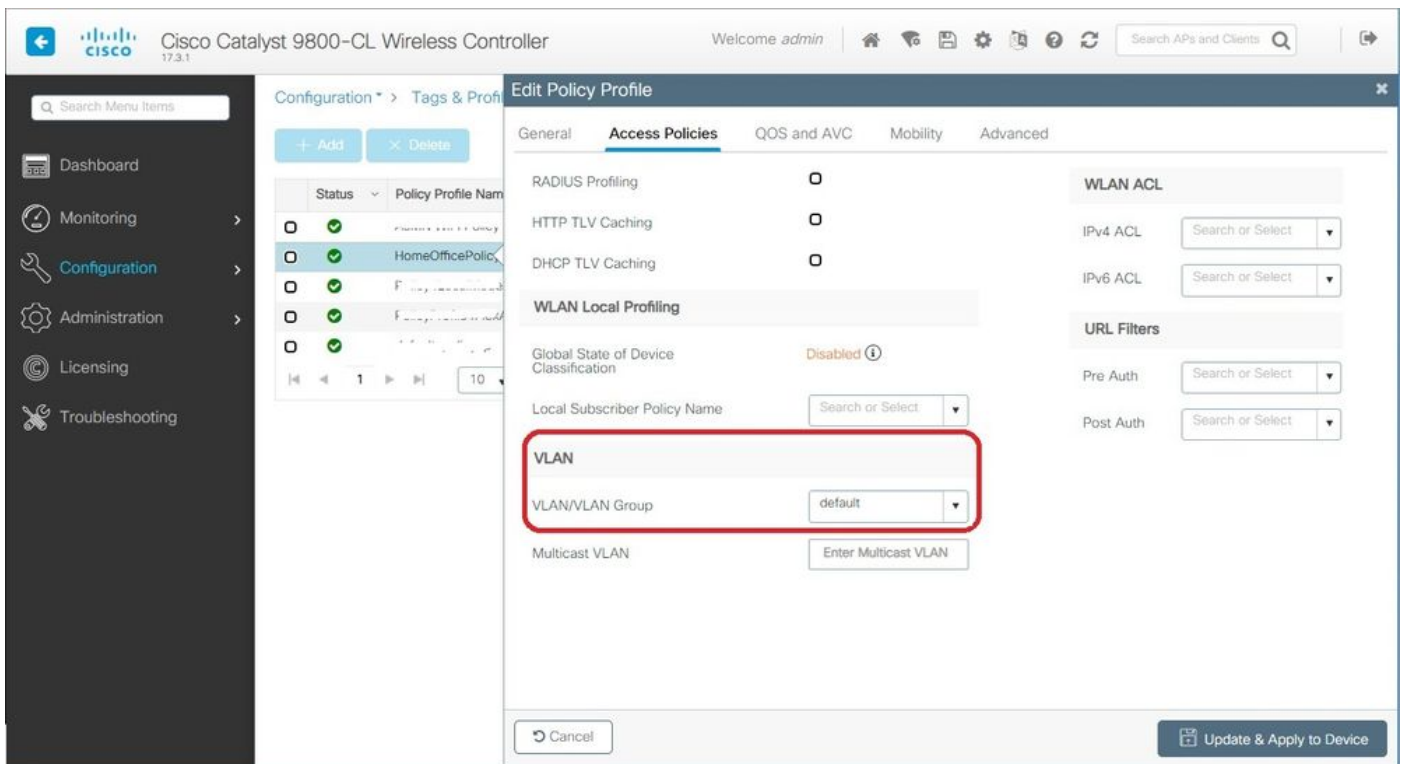 CISCO
Cisco Catalyst 9800-CL Wireless Controller
17.3.1
Welcome admin
Search APs and Clients
Search Menu Items
Dashboard
Monitoring
Configuration
Administration
Licensing
Troubleshooting
Configuration > Tags & Profi
+ Add
× Delete
Status
Policy Profile Nam
HomeOfficePolic
1
10
Edit Policy Profile
General
Access Policies
QOS and AVC
Mobility
Advanced
RADIUS Profiling
HTTP TLV Caching
DHCP TLV Caching
WLAN Local Profiling
Global State of Device
Classification
Disabled
Local Subscriber Policy Name
Search or Select
VLAN
VLAN/VLAN Group
default
Multicast VLAN
Enter Multicast VLAN
WLAN ACL
IPv4 ACL
Search or Select
IPv6 ACL
Search or Select
URL Filters
Pre Auth
Search or Select
Post Auth
Search or Select
Cancel
Update & Apply to Device